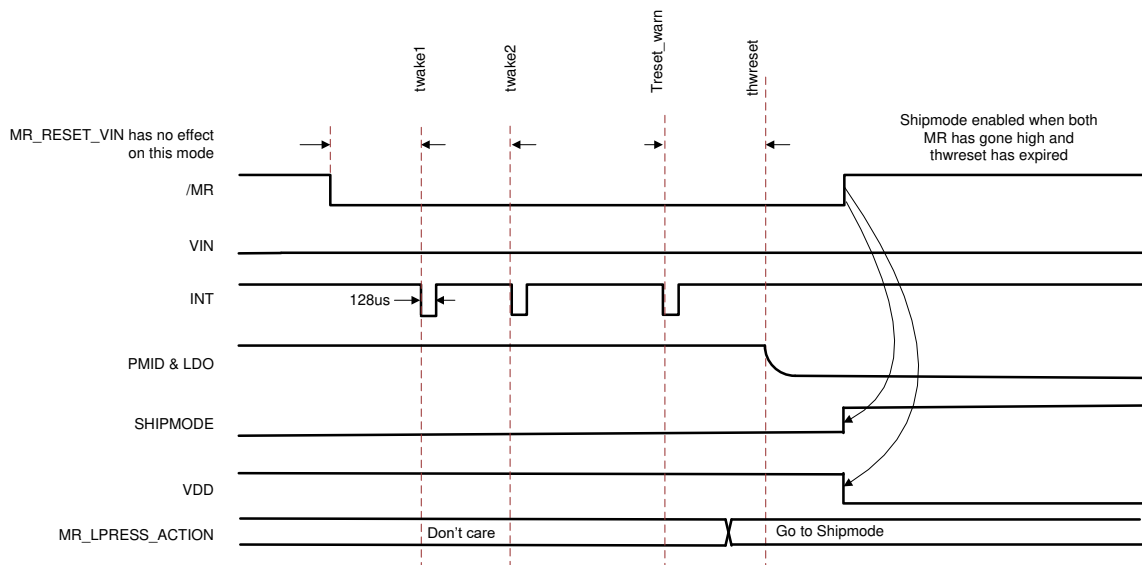 twake1
twake2
Treset_warn
thwreset
MR_RESET_VIN has no effect
on this mode
Shipmode enabled when both
MR has gone high and
thwreset has expired
/MR
VIN
INT
128us
PMID & LDO
SHIPMODE
VDD
MR_LPRESS_ACTION
Don't care
Go to Shipmode